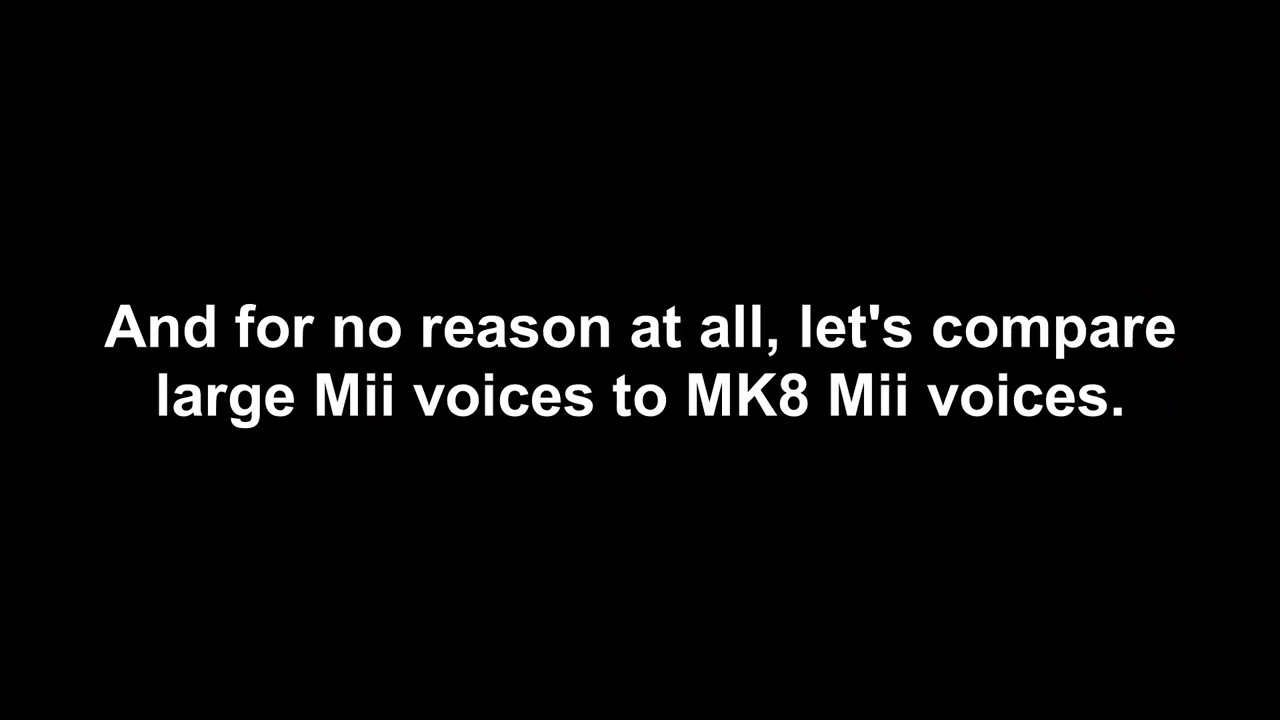 And for no reason at all, let's compare
large Mii voices to MK8 Mii voices.